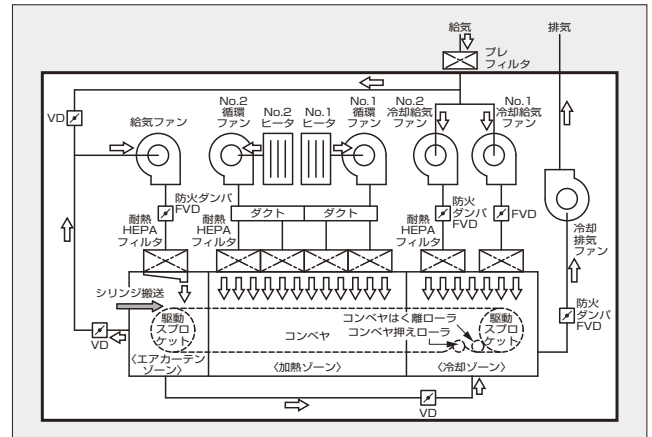 給気
排気
プレ
フィルタ
VD
給気ファン
No.2
循環
ファン
No.2
ヒータ
No.1
ヒータ
No.1
循環
ファン
No.2
冷却給気
ファン
No.1
冷却給気
ファン
防火ダンパ
FVD
耐熱
HEPA
フィルタ
耐熱
HEPA
フィルタ
ダクト
ダクト
耐熱
HEPA
フィルタ
防火
ダンパ
FVD
FVD
冷却
排気
ファン
シリンジ搬送
駆動
スプロ
ケット
コンベヤ
コンベヤはく離ローラ
コンベヤ押えローラ
駆動
スプロ
ケット
防火
ダンパ
FVD
VD
〈エアカーテン
ゾーン〉
〈加熱ゾーン〉
〈冷却ゾーン〉
VD